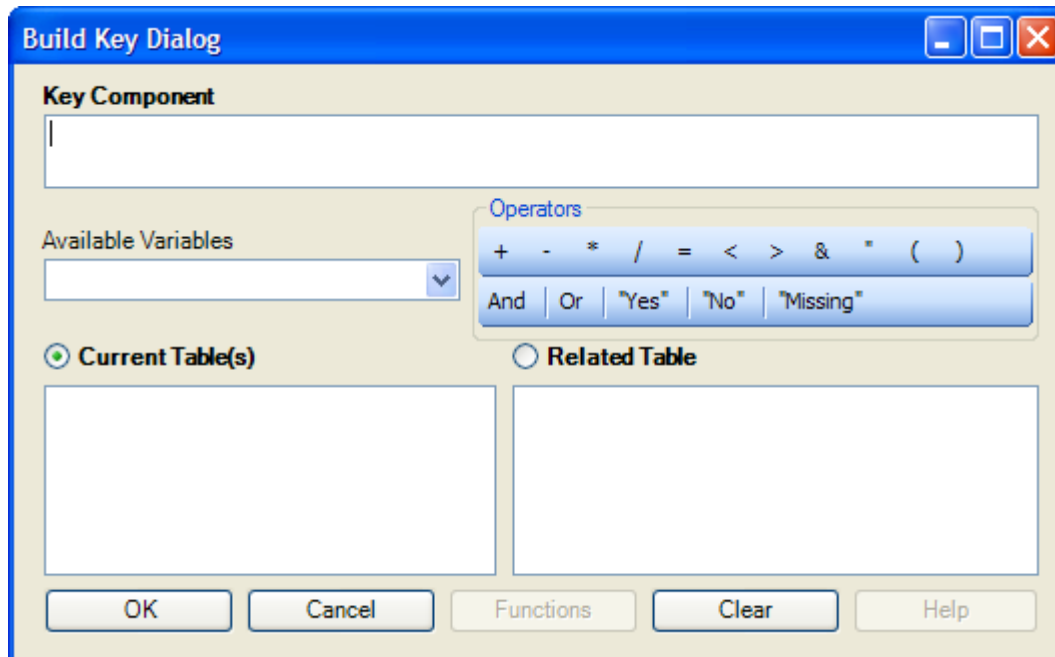 Build Key Dialog
Key Component
Operators
+ - * / = < > & " ( )
Available Variables
And Or "Yes" "No" "Missing"
Current Table(s) Related Table
OK Cancel Functions Clear Help